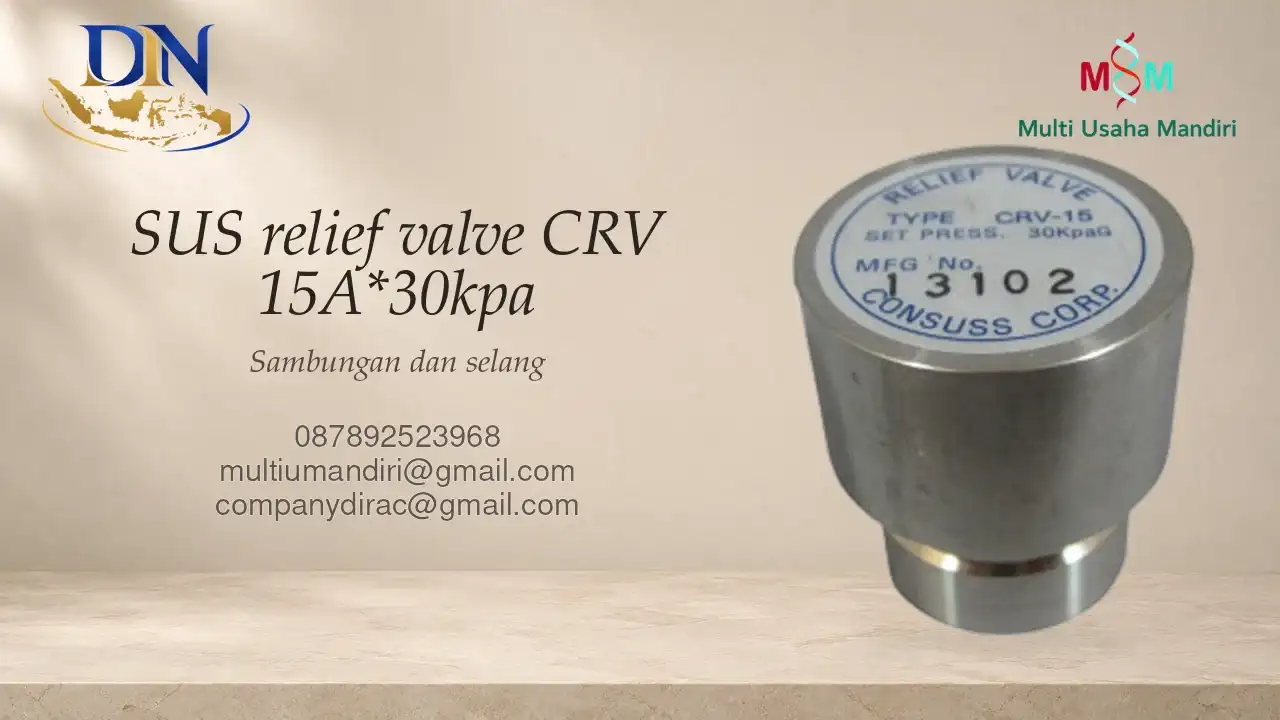 DN
MSM
Multi Usaha Mandiri
SUS relief valve CRV
15A*30kpa
Sambungan dan selang
087892523968
multiumandiri@gmail.com
companydirac@gmail.com
RELIEF VALVE
TYPE CRV-15
SET PRESS. 30KpaG
MFG No.
13102
CONSUSS CORP.